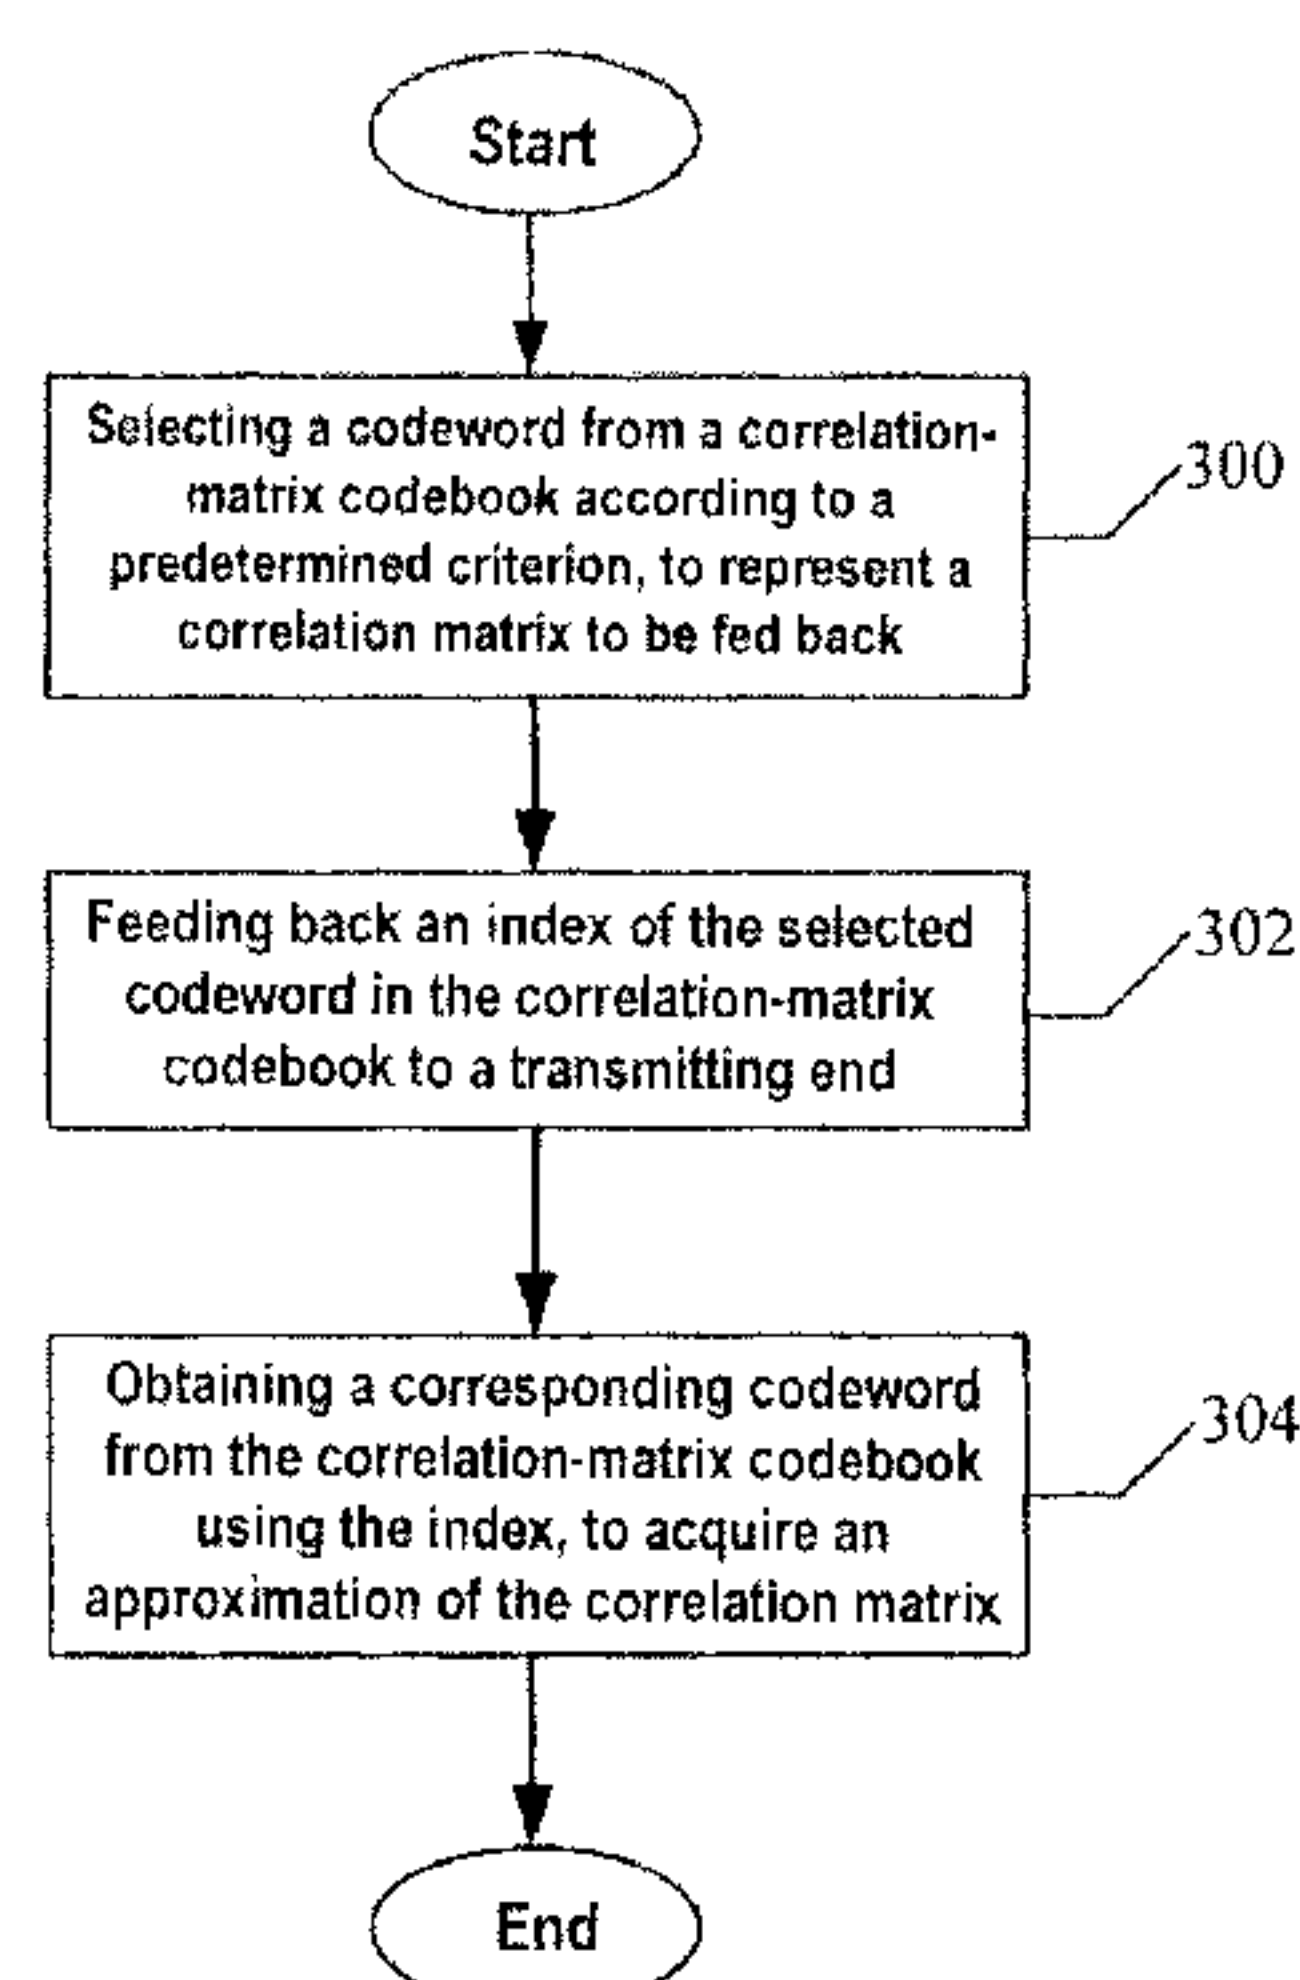 Start
Selecting a codeword from a correlation-
matrix codebook according to a
predetermined criterion, to represent a
correlation matrix to be fed back
300
Feeding back an index of the selected
codeword in the correlation-matrix
codebook to a transmitting end
302
Obtaining a corresponding codeword
from the correlation-matrix codebook
using the index, to acquire an
approximation of the correlation matrix
304
End